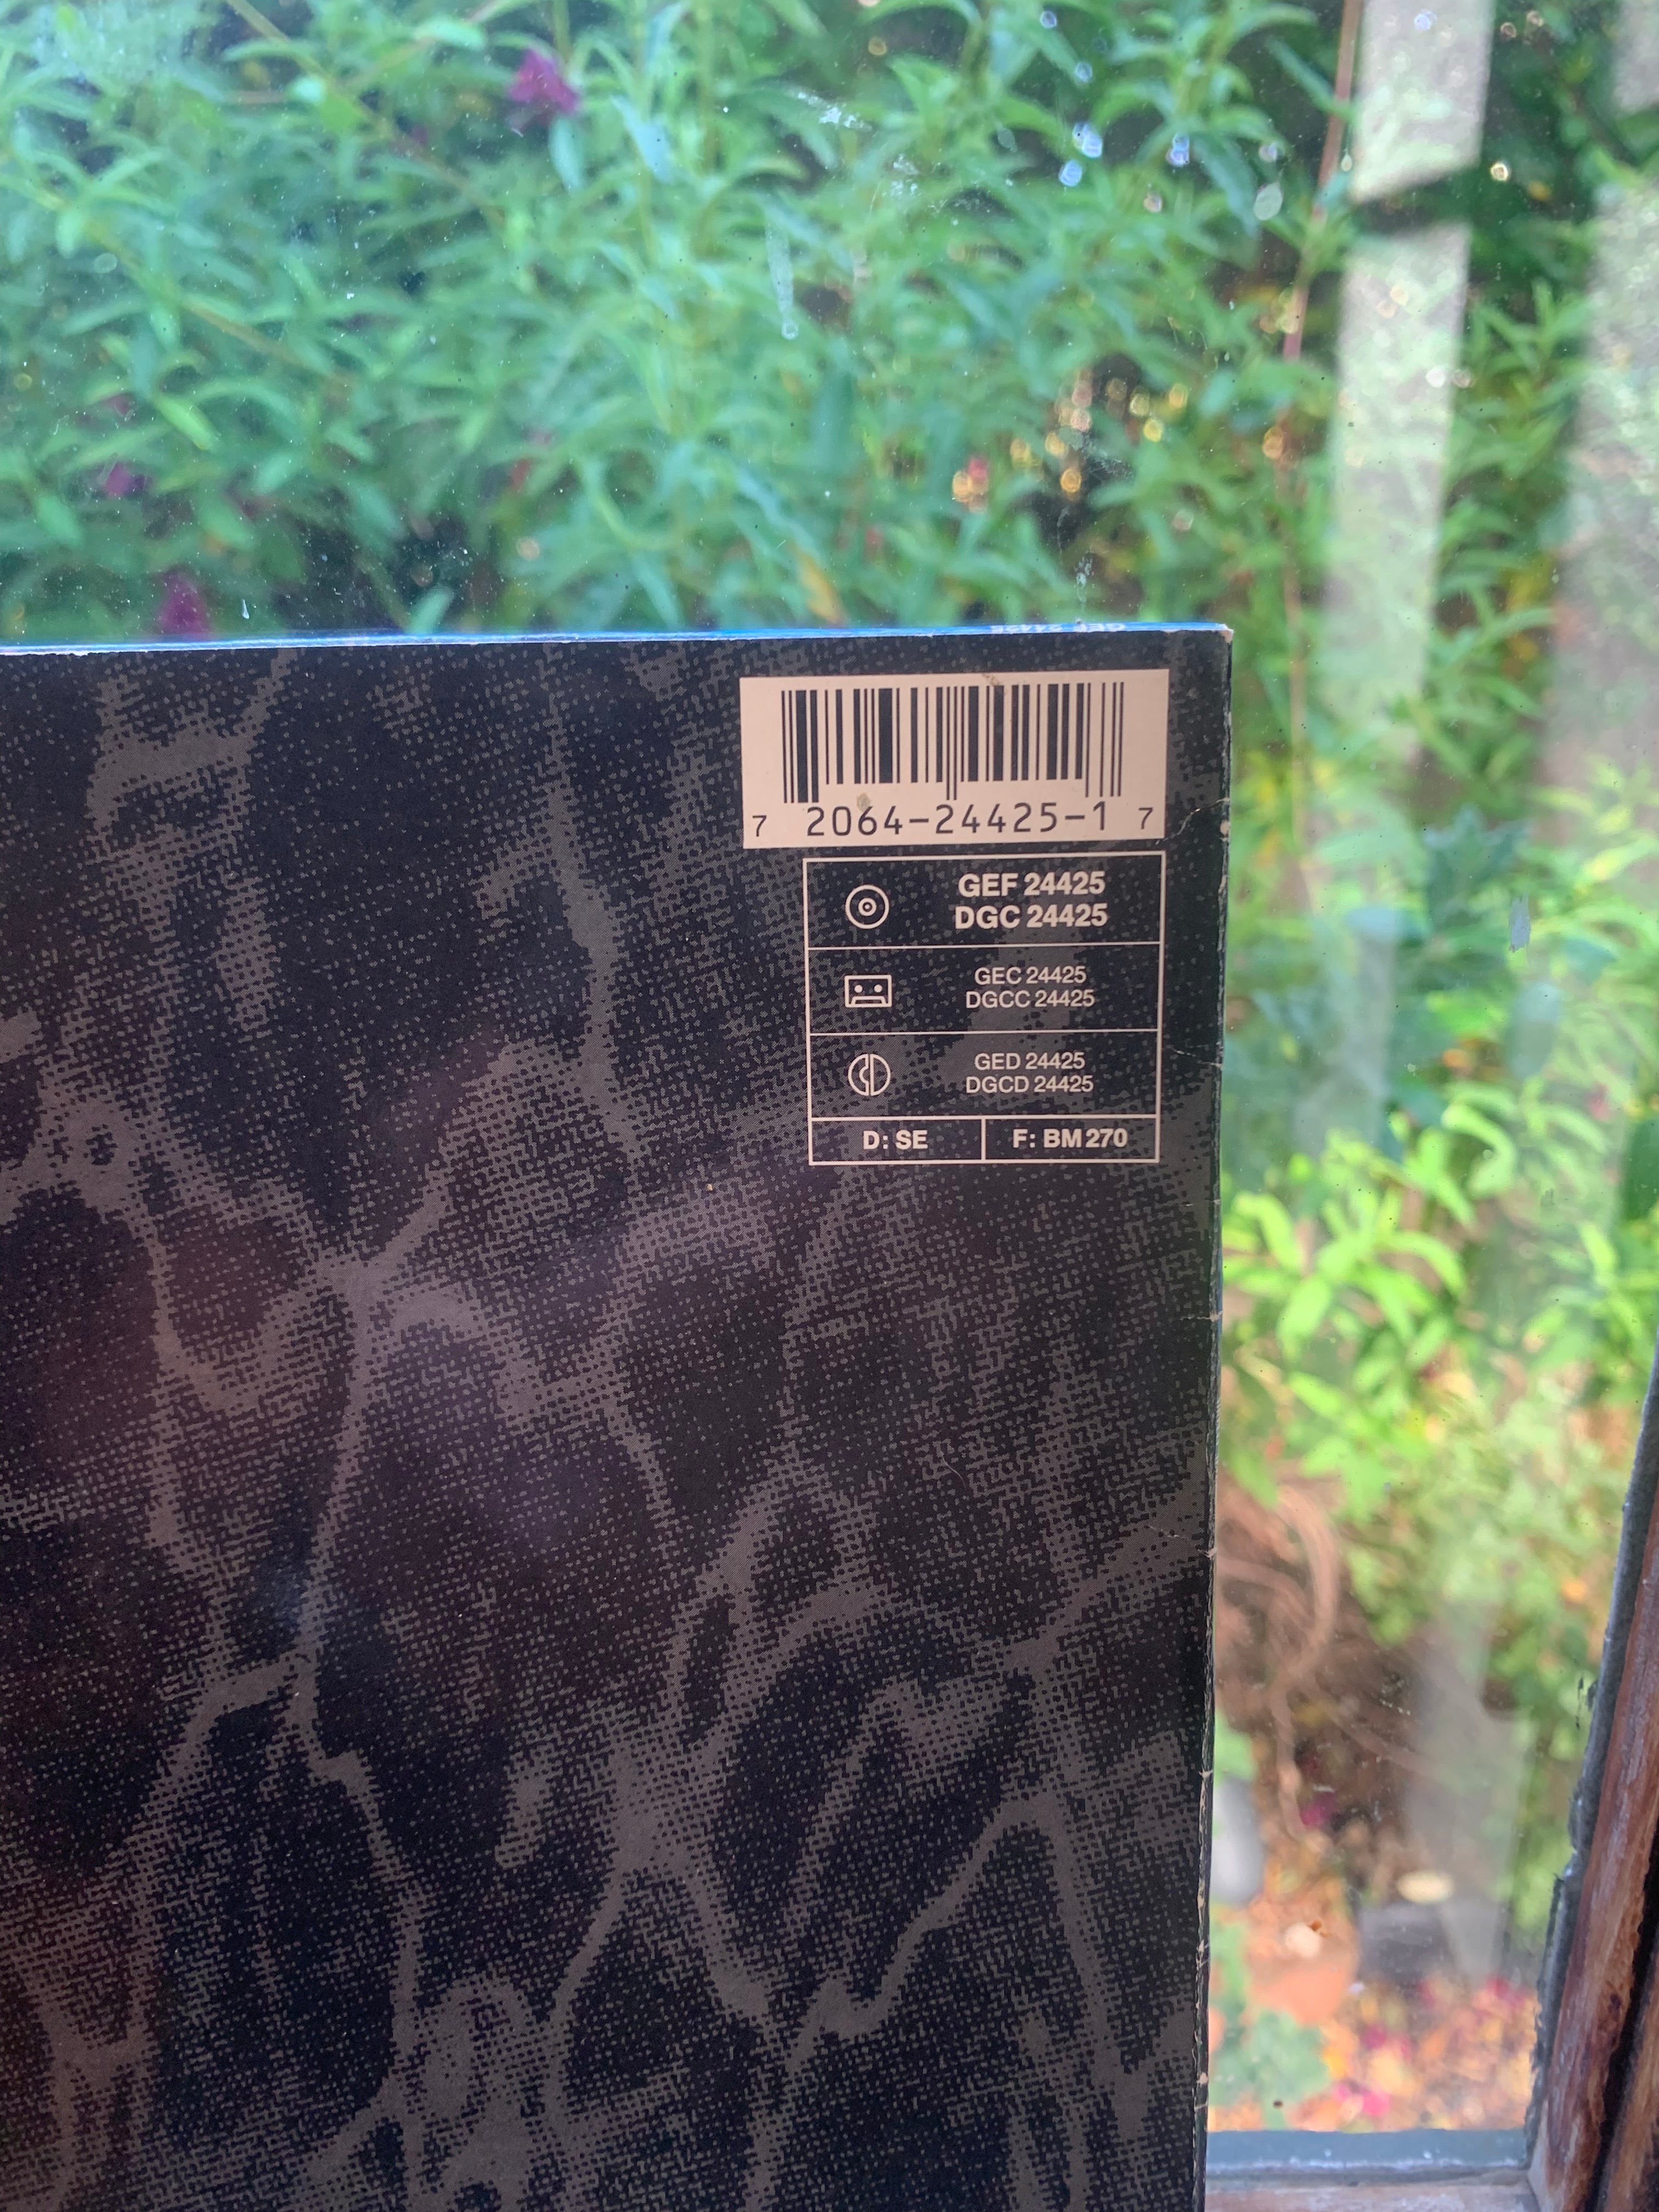 7 2064-24425-1 7
GEF 24425
DGC 24425
GEC 24425
DGCC 24425
GED 24425
DGCD 24425
D: SE F: BM 270